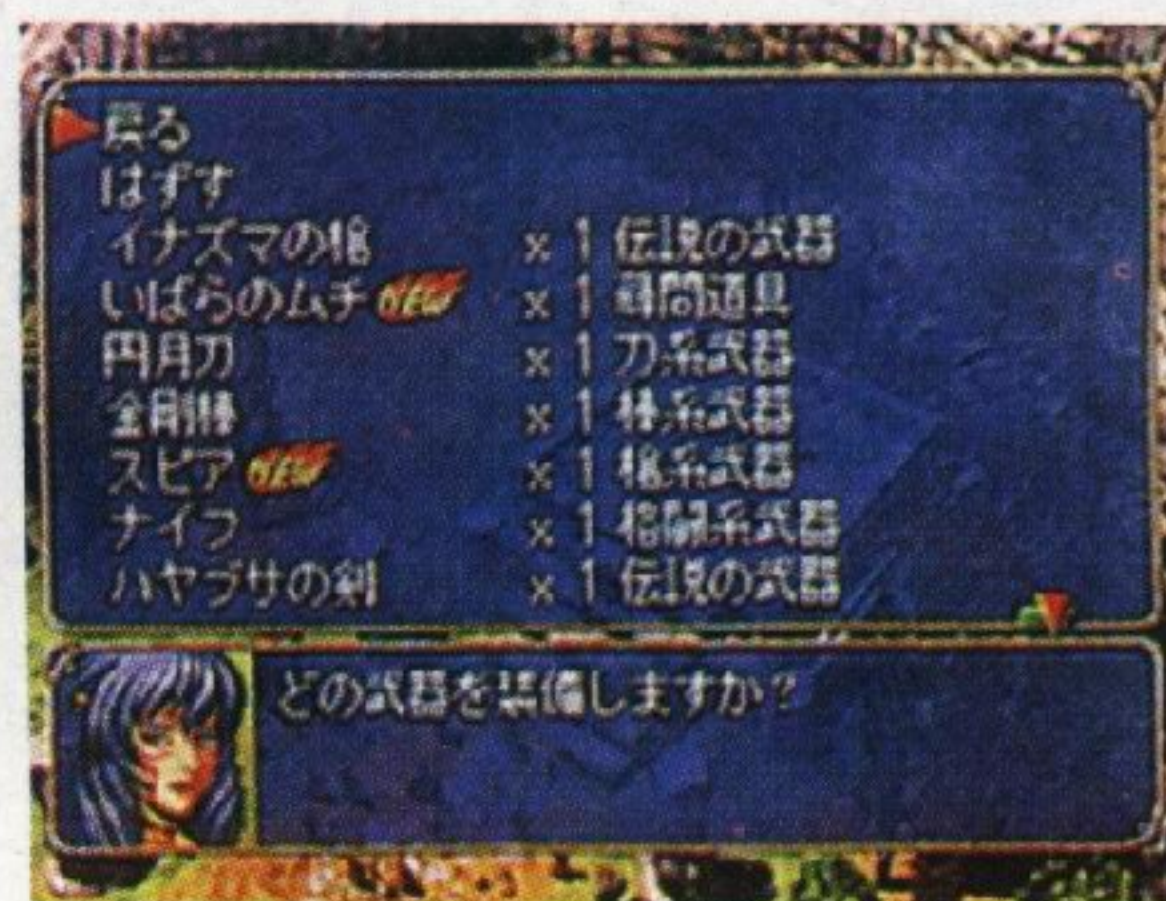 戻る
はずす
イナズマの槍 x 1 伝説の武器
いばらのムチ NEW x 1 尋問道具
円月刀 x 1 刀系武器
金剛棒 x 1 棒系武器
スピア NEW x 1 槍系武器
ナイフ x 1 格闘系武器
ハヤブサの剣 x 1 伝説の武器
どの武器を装備しますか?